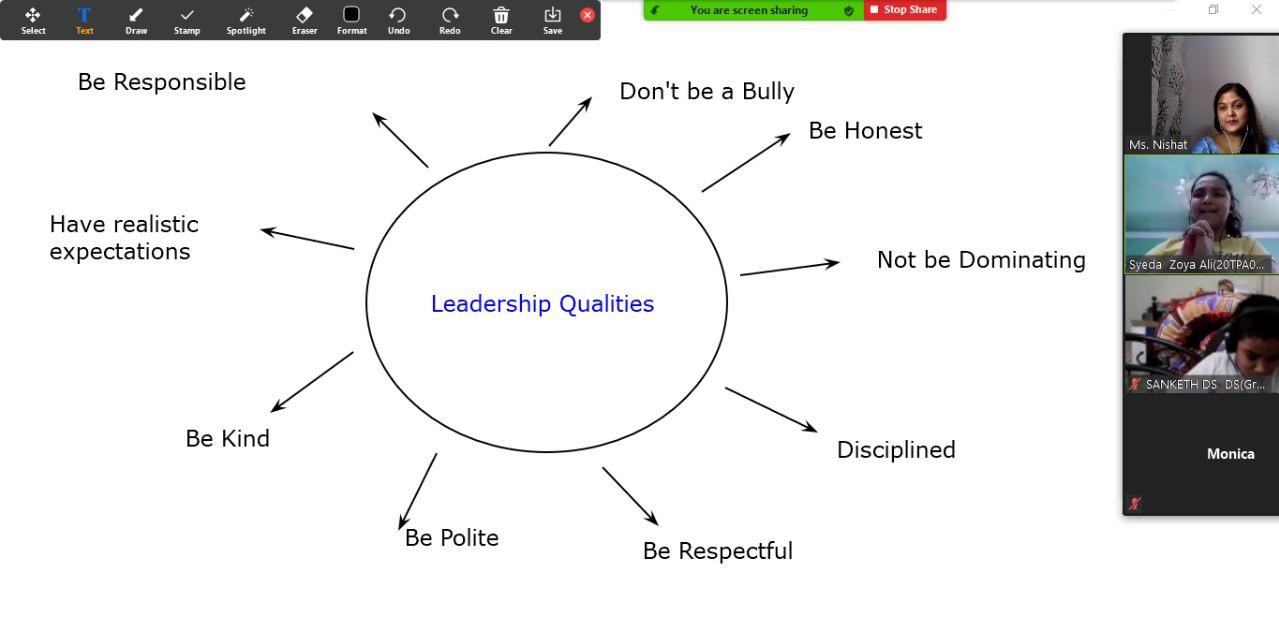 Select Text Draw Stamp Spotlight Eraser Format Undo Redo Clear Save
You are screen sharing Stop Share
Be Responsible
Don't be a Bully
Be Honest
Have realistic
expectations
Not be Dominating
Leadership Qualities
Be Kind
Disciplined
Be Polite
Be Respectful
Ms. Nishat
Syeda Zoya Ali(20TPA0...
SANKETH DS DS(Gr...
Monica